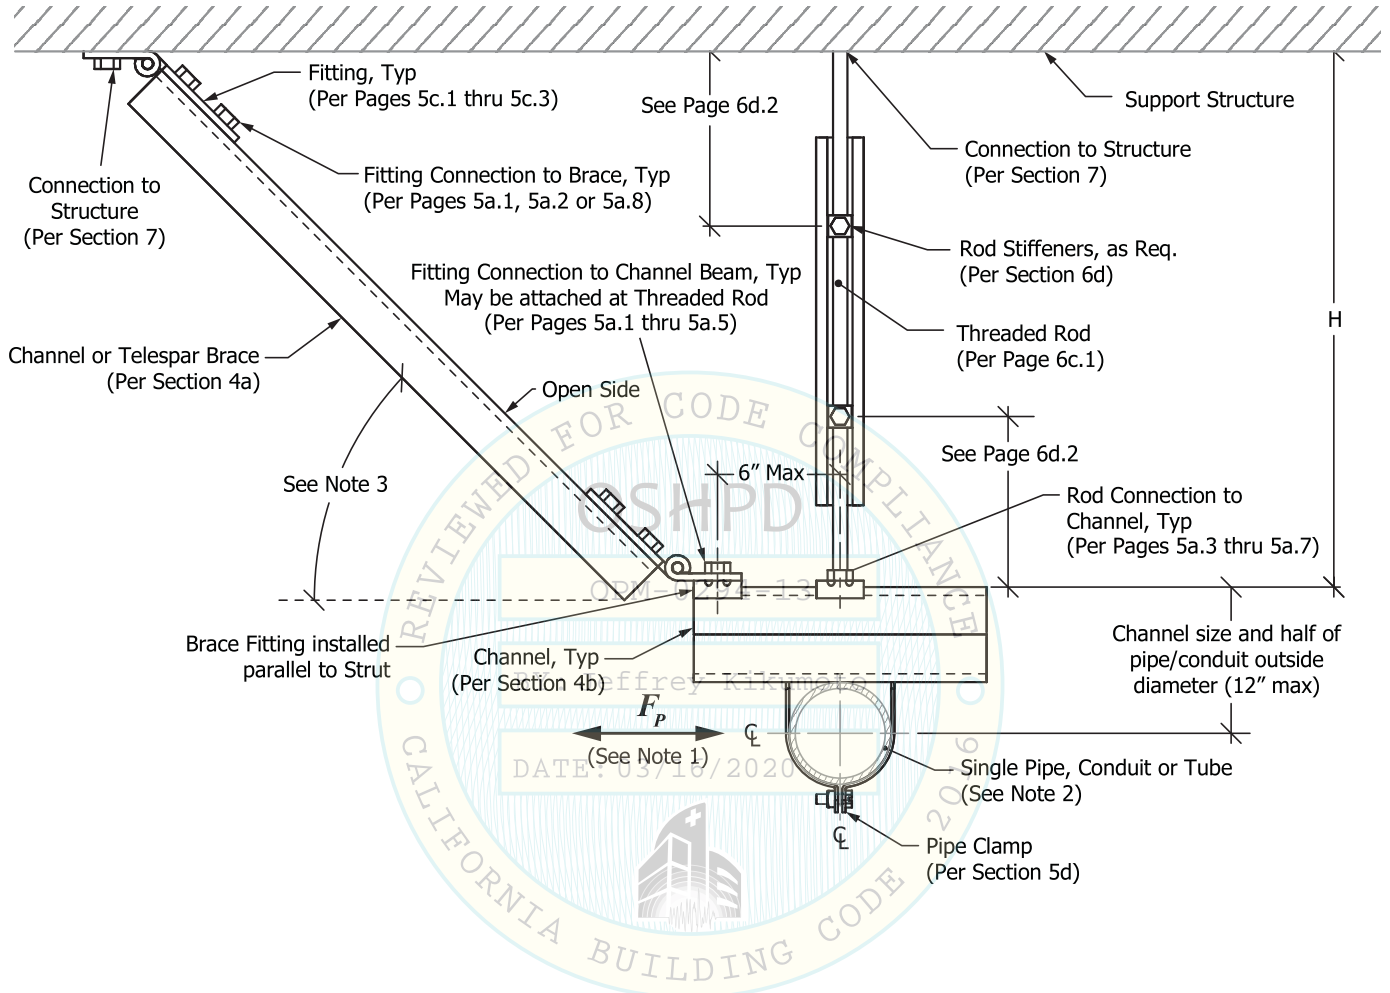 Fitting, Typ
(Per Pages 5c.1 thru 5c.3)
See Page 6d.2
Support Structure
Connection to Structure
(Per Section 7)
Connection to
Structure
(Per Section 7)
Fitting Connection to Brace, Typ
(Per Pages 5a.1, 5a.2 or 5a.8)
Rod Stiffeners, as Req.
(Per Section 6d)
Fitting Connection to Channel Beam, Typ
May be attached at Threaded Rod
(Per Pages 5a.1 thru 5a.5)
H
Threaded Rod
(Per Page 6c.1)
Channel or Telespar Brace
(Per Section 4a)
Open Side
See Page 6d.2
6" Max
See Note 3
Rod Connection to
Channel, Typ
(Per Pages 5a.3 thru 5a.7)
Brace Fitting installed
parallel to Strut
Channel, Typ
(Per Section 4b)
Channel size and half of
pipe/conduit outside
diameter (12" max)
FP
(See Note 1)
℄
Single Pipe, Conduit or Tube
(See Note 2)
℄
Pipe Clamp
(Per Section 5d)
REVIEWED FOR CODE COMPLIANCE
OSHPD
OPM-0294-13
BY: Jeffrey Kikumoto
DATE: 03/16/2020
CALIFORNIA BUILDING CODE 2016